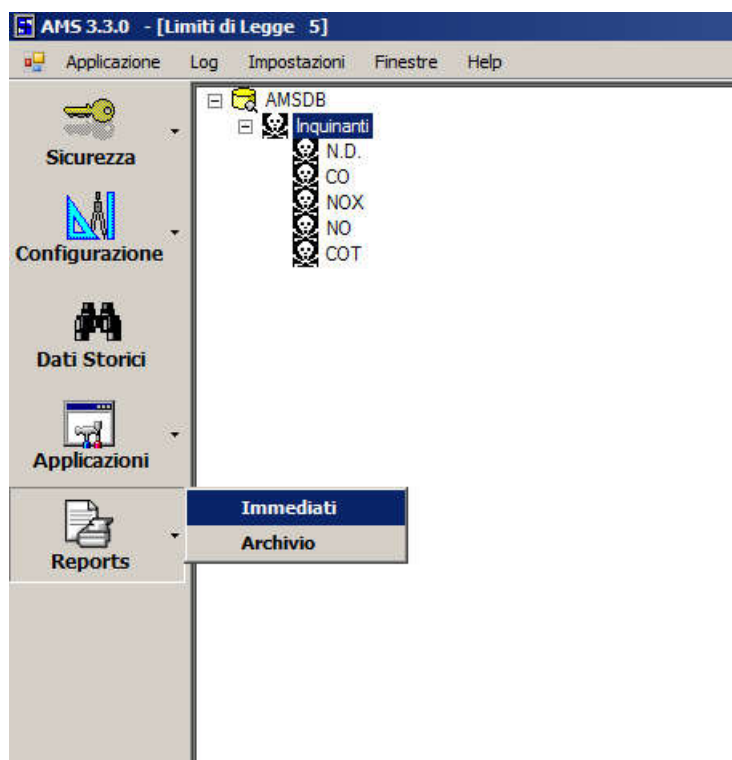 AMS 3.3.0 - [Limiti di Legge 5]
Applicazione Log Impostazioni Finestre Help
AMSDB
Inquinanti
N.D.
CO
NOX
NO
COT
Sicurezza
Configurazione
Dati Storici
Applicazioni
Reports
Immediati
Archivio